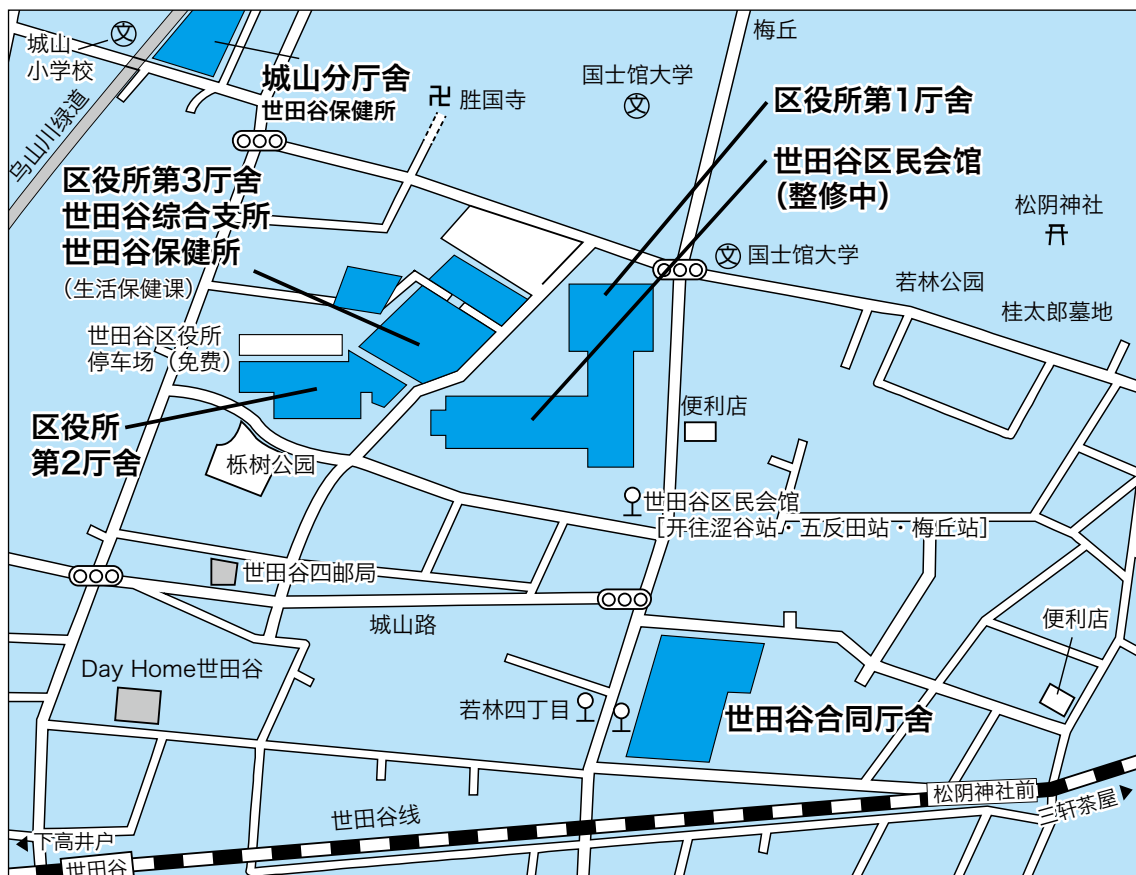 城山
小学校
文
城山分厅舍
世田谷保健所
乌山川绿道
卍 胜国寺
国士馆大学
文
梅丘
区役所第1厅舍
世田谷区民会馆
（整修中）
区役所第3厅舍
世田谷综合支所
世田谷保健所
（生活保健课）
文 国士馆大学
松阴神社
若林公园
桂太郎墓地
世田谷区役所
停车场（免费）
区役所
第2厅舍
栎树公园
便利店
世田谷区民会馆
［开往涩谷站・五反田站・梅丘站］
世田谷四邮局
城山路
便利店
Day Home世田谷
若林四丁目
世田谷合同厅舍
世田谷线
松阴神社前
三轩茶屋
下高井户
世田谷